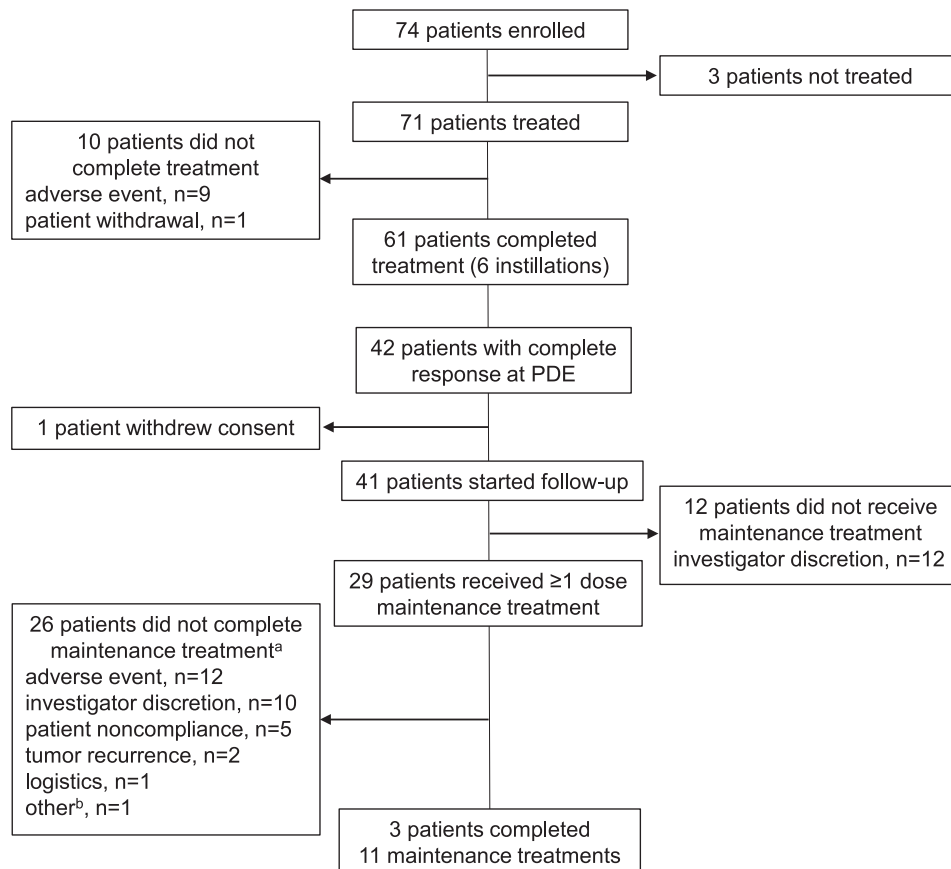 74 patients enrolled
3 patients not treated
71 patients treated
10 patients did not
complete treatment
adverse event, n=9
patient withdrawal, n=1
61 patients completed
treatment (6 instillations)
42 patients with complete
response at PDE
1 patient withdrew consent
41 patients started follow-up
12 patients did not receive
maintenance treatment
investigator discretion, n=12
29 patients received ≥1 dose
maintenance treatment
26 patients did not complete
maintenance treatmentᵃ
adverse event, n=12
investigator discretion, n=10
patient noncompliance, n=5
tumor recurrence, n=2
logistics, n=1
otherᵇ, n=1
3 patients completed
11 maintenance treatments